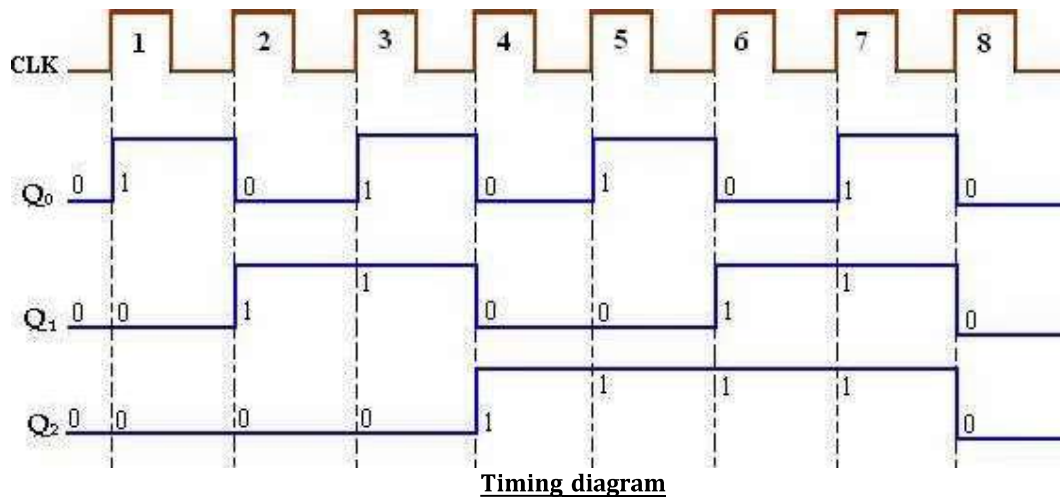 1 2 3 4 5 6 7 8
CLK
Q₀ 0 1 0 1 0 1 0 1 0
Q₁ 0 0 1 1 0 0 1 1 0
Q₂ 0 0 0 0 1 1 1 1 0
Timing diagram